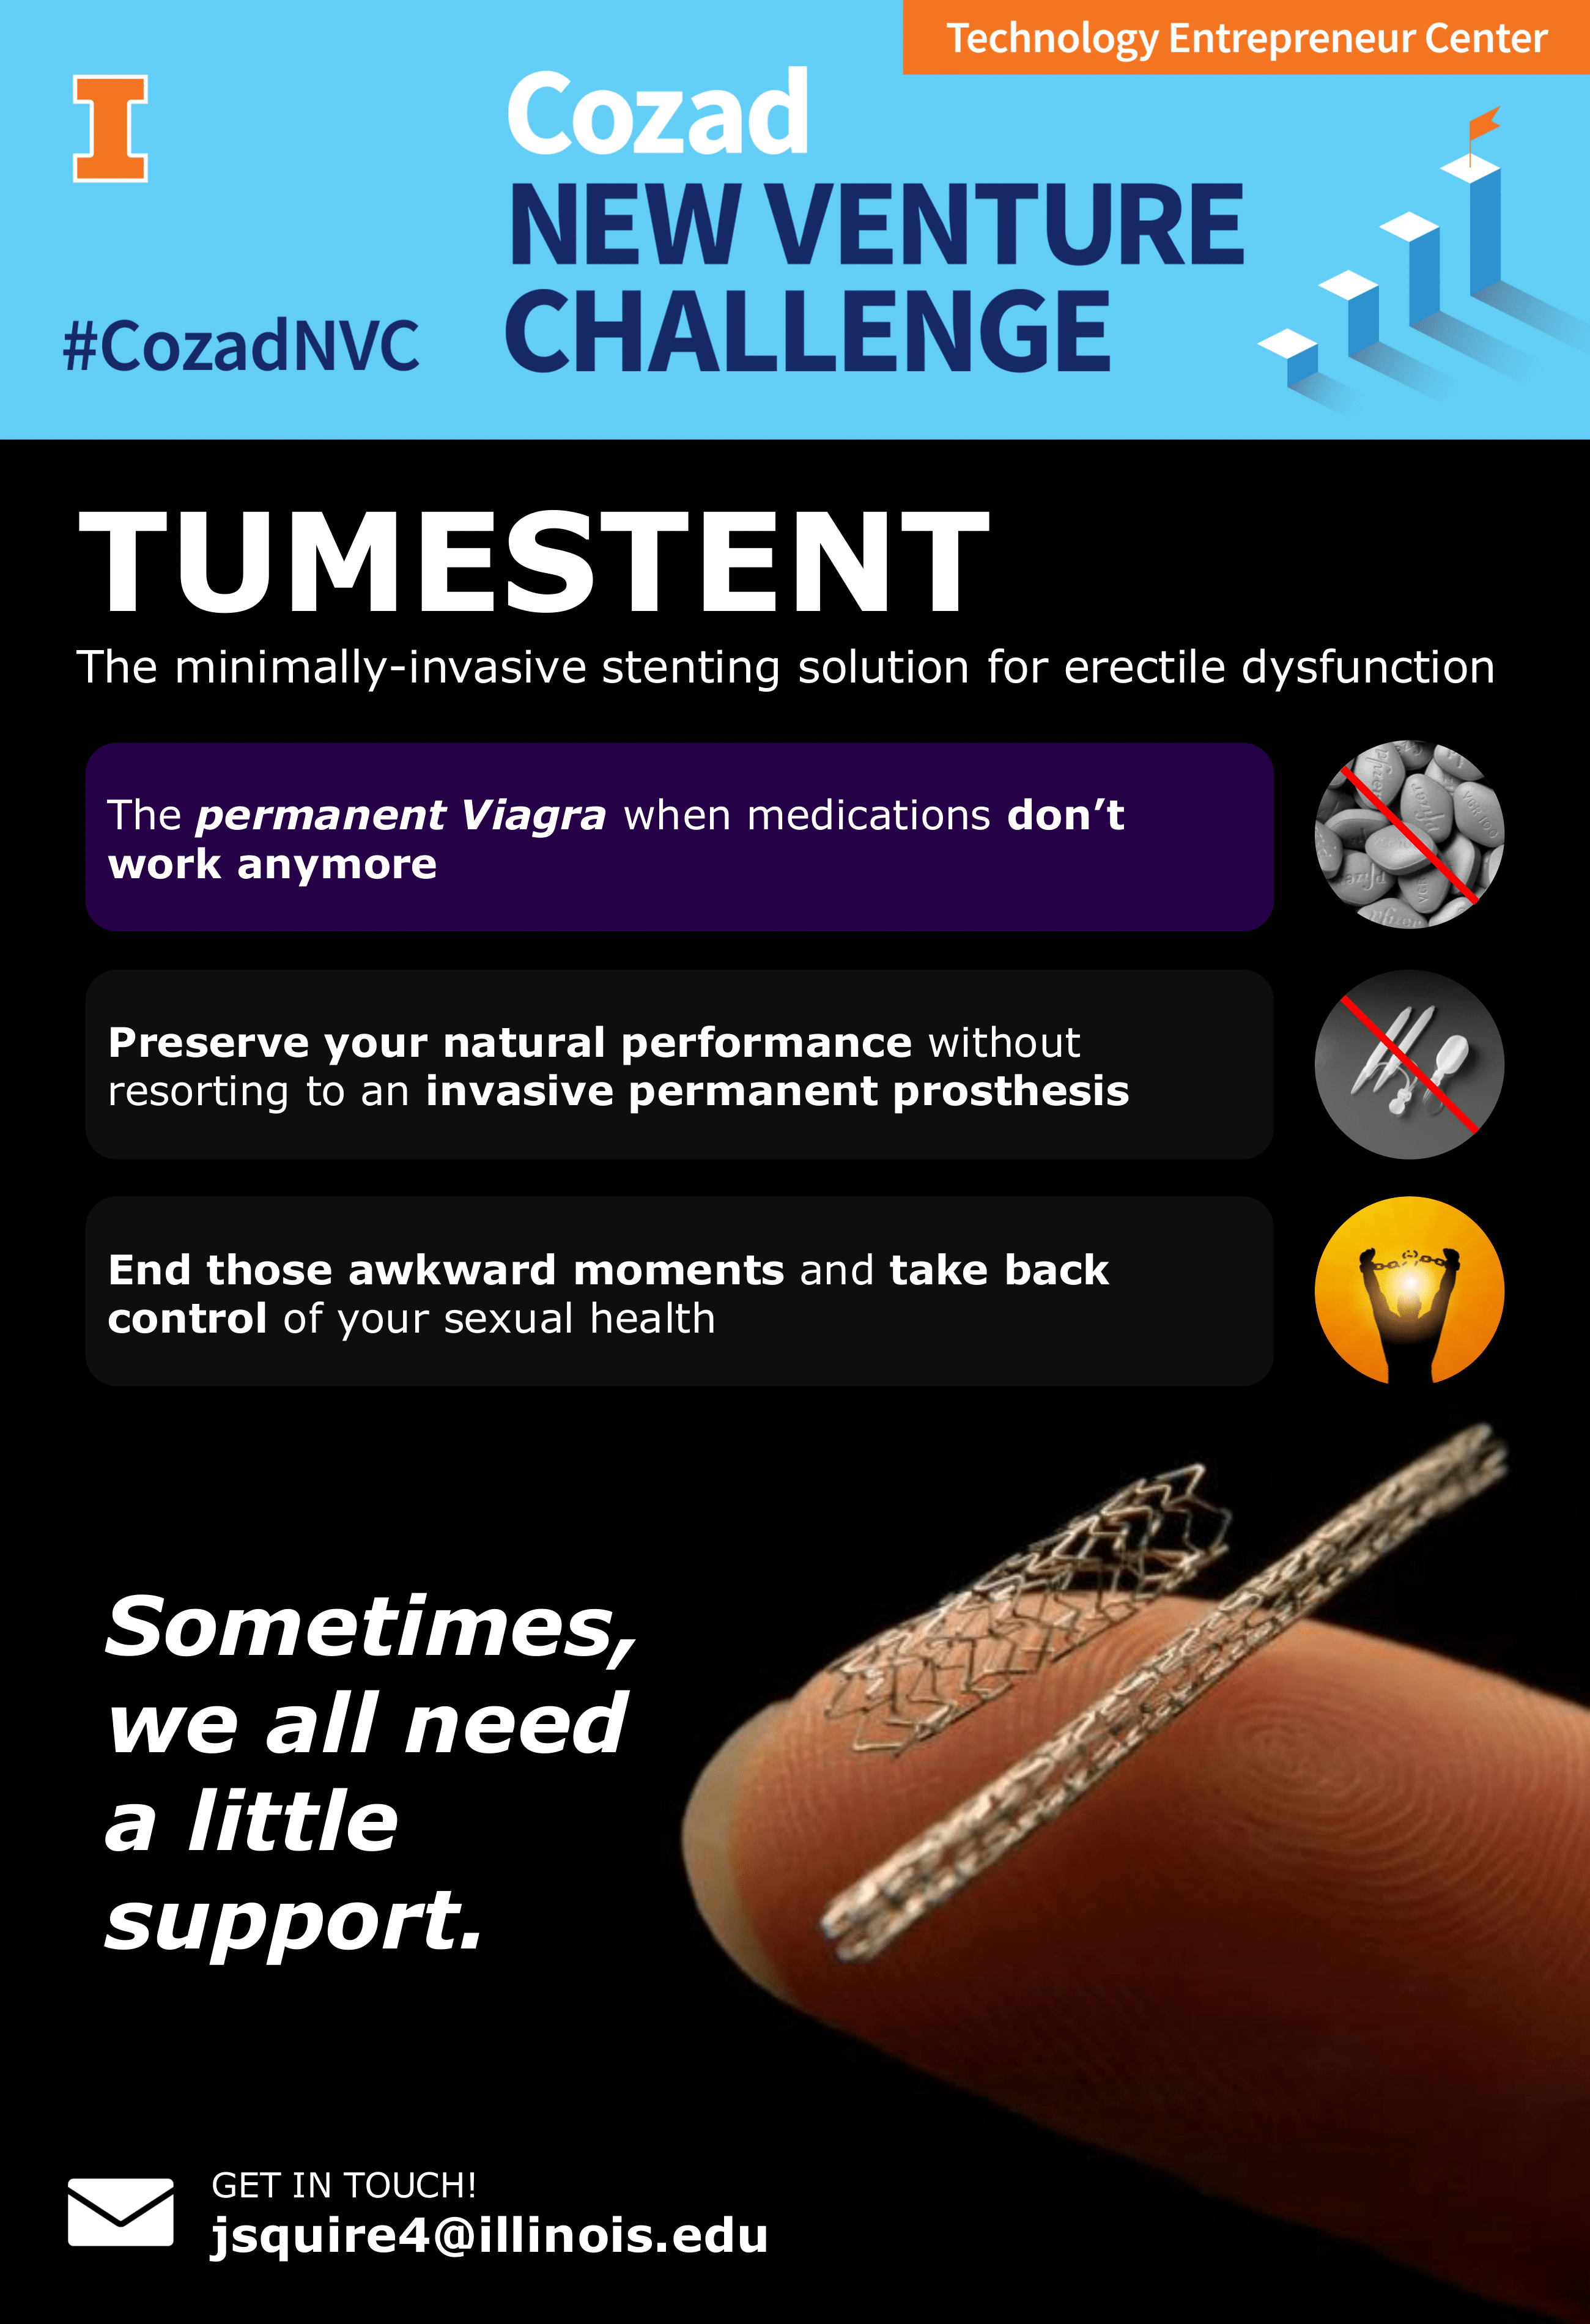 Technology Entrepreneur Center
I
Cozad
NEW VENTURE
CHALLENGE
#CozadNVC
TUMESTENT
The minimally-invasive stenting solution for erectile dysfunction
The permanent Viagra when medications don’t
work anymore
Preserve your natural performance without
resorting to an invasive permanent prosthesis
End those awkward moments and take back
control of your sexual health
Sometimes,
we all need
a little
support.
GET IN TOUCH!
jsquire4@illinois.edu